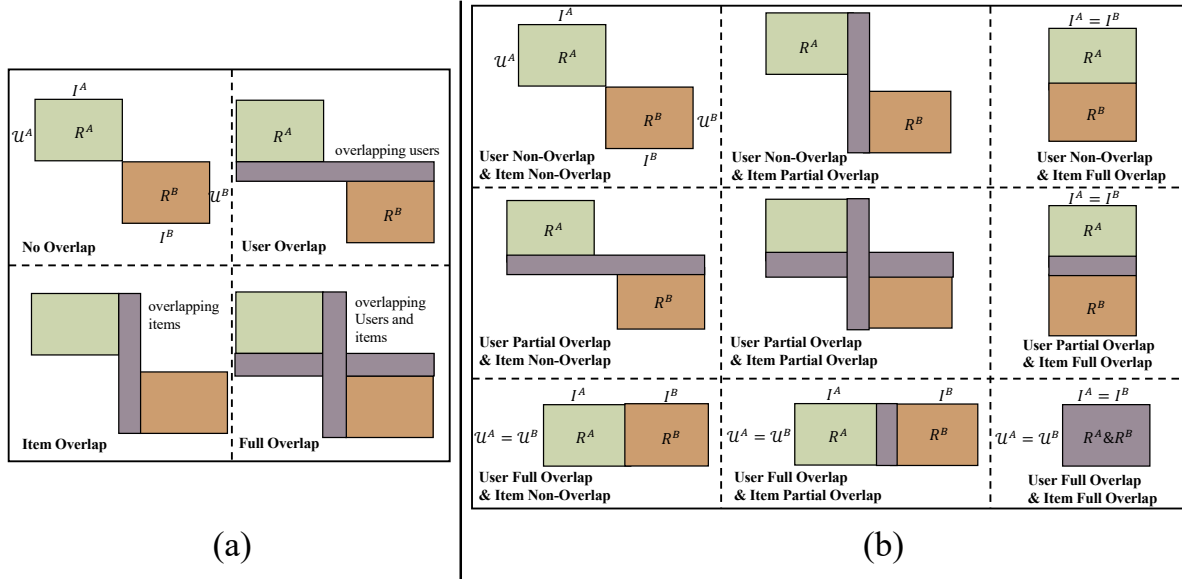 I^A
U^A
R^A
R^B
U^B
I^B
No Overlap
R^A
overlapping users
R^B
User Overlap
overlapping
items
Item Overlap
overlapping
Users and
items
Full Overlap
(a)
I^A
U^A
R^A
R^B
U^B
I^B
User Non-Overlap
& Item Non-Overlap
R^A
R^B
User Non-Overlap
& Item Partial Overlap
I^A = I^B
R^A
R^B
User Non-Overlap
& Item Full Overlap
R^A
R^B
User Partial Overlap
& Item Non-Overlap
User Partial Overlap
& Item Partial Overlap
I^A = I^B
R^A
R^B
User Partial Overlap
& Item Full Overlap
I^A
I^B
U^A = U^B
R^A
R^B
User Full Overlap
& Item Non-Overlap
I^A
I^B
U^A = U^B
R^A
R^B
User Full Overlap
& Item Partial Overlap
I^A = I^B
U^A = U^B
R^A&R^B
User Full Overlap
& Item Full Overlap
(b)